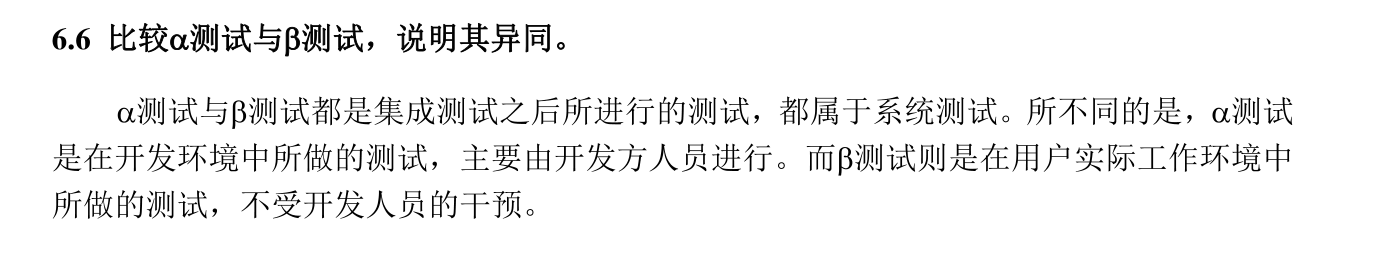 6.6 比较α测试与β测试，说明其异同。
α测试与β测试都是集成测试之后所进行的测试，都属于系统测试。所不同的是，α测试
是在开发环境中所做的测试，主要由开发方人员进行。而β测试则是在用户实际工作环境中
所做的测试，不受开发人员的干预。